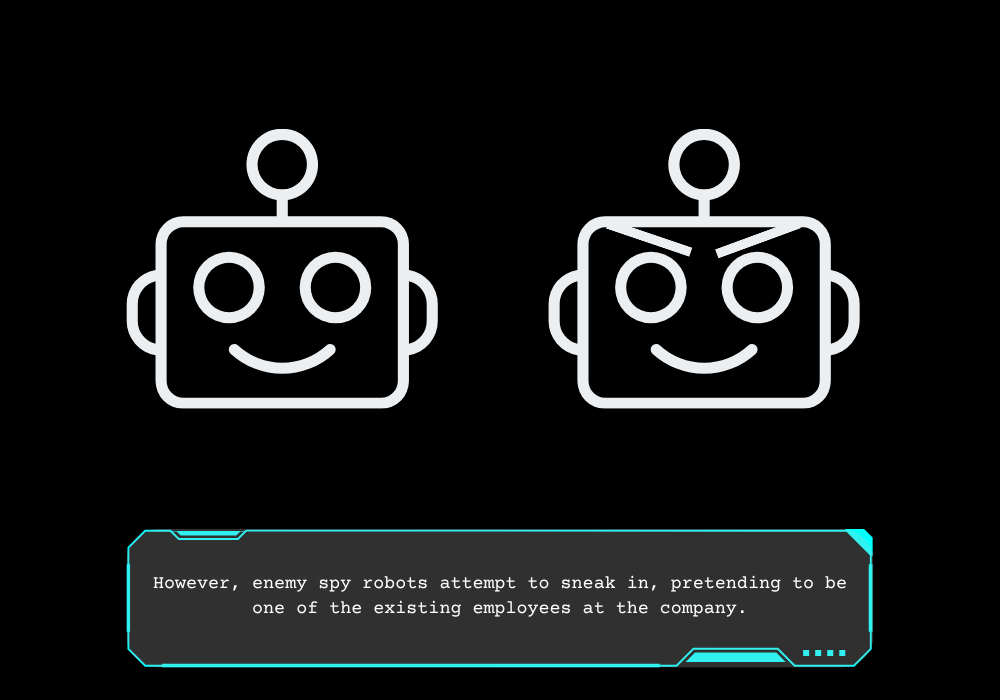 However, enemy spy robots attempt to sneak in, pretending to be
one of the existing employees at the company.